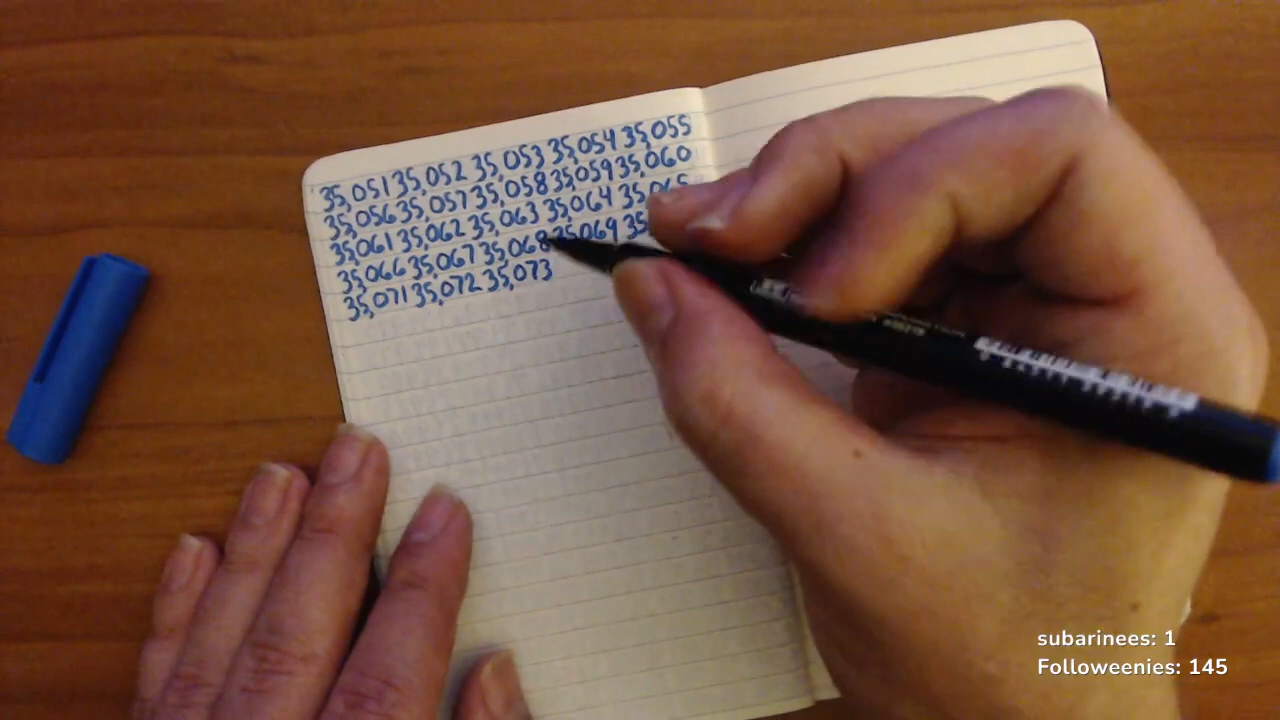 35,051 35,052 35,053 35,054 35,055
35,056 35,057 35,058 35,059 35,060
35,061 35,062 35,063 35,064 35,065
35,066 35,067 35,068 35,069
35,071 35,072 35,073
subarinees: 1
Followeenies: 145